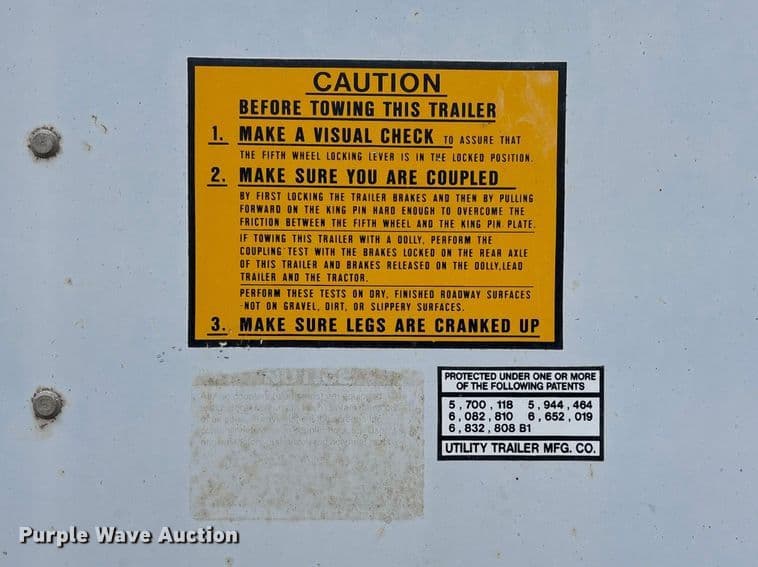 CAUTION
BEFORE TOWING THIS TRAILER
1. MAKE A VISUAL CHECK TO ASSURE THAT
THE FIFTH WHEEL LOCKING LEVER IS IN THE LOCKED POSITION.
2. MAKE SURE YOU ARE COUPLED
BY FIRST LOCKING THE TRAILER BRAKES AND THEN BY PULLING
FORWARD ON THE KING PIN HARD ENOUGH TO OVERCOME THE
FRICTION BETWEEN THE FIFTH WHEEL AND THE KING PIN PLATE.
IF TOWING THIS TRAILER WITH A DOLLY, PERFORM THE
COUPLING TEST WITH THE BRAKES LOCKED ON THE REAR AXLE
OF THIS TRAILER AND BRAKES RELEASED ON THE DOLLY, LEAD
TRAILER AND THE TRACTOR.
PERFORM THESE TESTS ON DRY, FINISHED ROADWAY SURFACES
-NOT ON GRAVEL, DIRT, OR SLIPPERY SURFACES.
3. MAKE SURE LEGS ARE CRANKED UP
NOTICE
PROTECTED UNDER ONE OR MORE
OF THE FOLLOWING PATENTS
5,700,118 5,944,464
6,082,810 6,652,019
6,832,808 B1
UTILITY TRAILER MFG. CO.
Purple Wave Auction